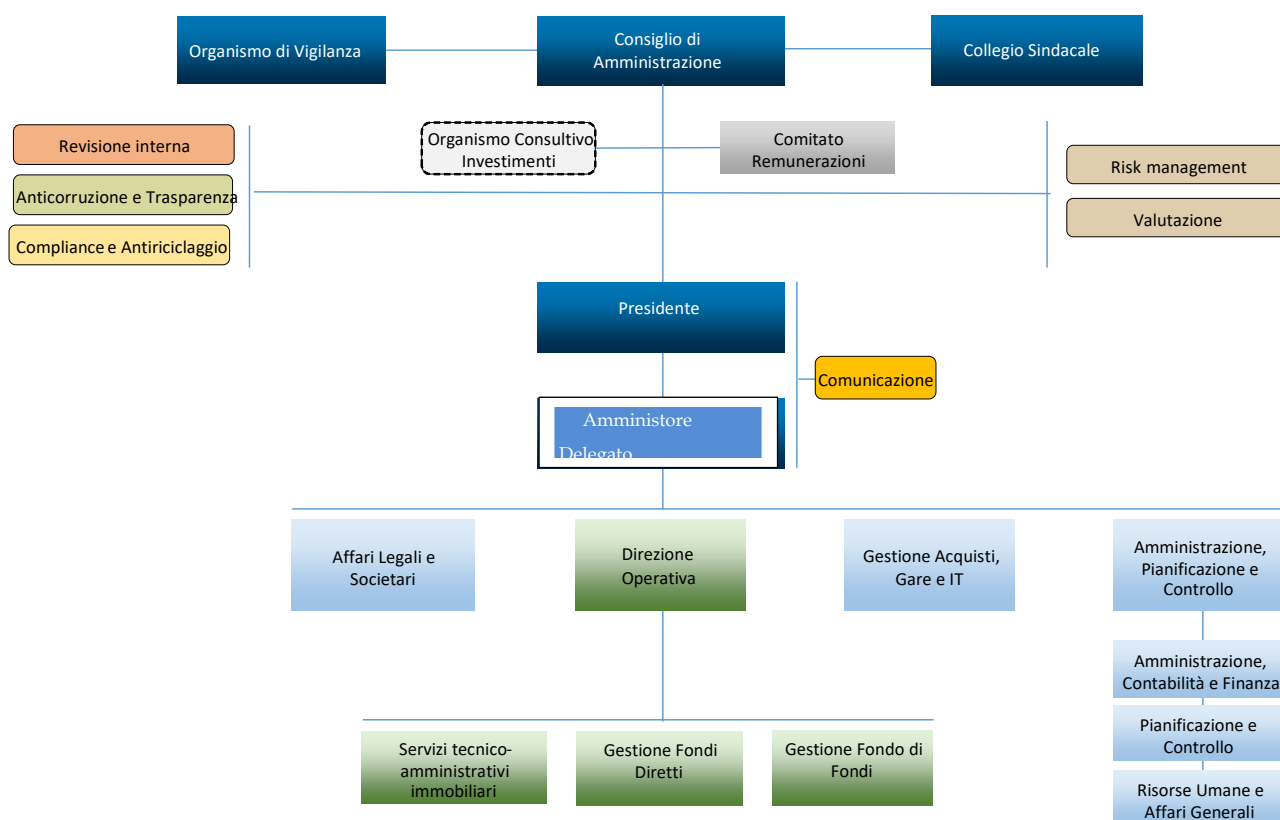 Organismo di Vigilanza
Consiglio di
Amministrazione
Collegio Sindacale
Revisione interna
Anticorruzione e Trasparenza
Compliance e Antiriciclaggio
Organismo Consultivo
Investimenti
Comitato
Remunerazioni
Risk management
Valutazione
Presidente
Comunicazione
Amministore
Delegato
Affari Legali e
Societari
Direzione
Operativa
Gestione Acquisti,
Gare e IT
Amministrazione,
Pianificazione e
Controllo
Amministrazione,
Contabilità e Finanza
Pianificazione e
Controllo
Risorse Umane e
Affari Generali
Servizi tecnico-
amministrativi
immobiliari
Gestione Fondi
Diretti
Gestione Fondo di
Fondi